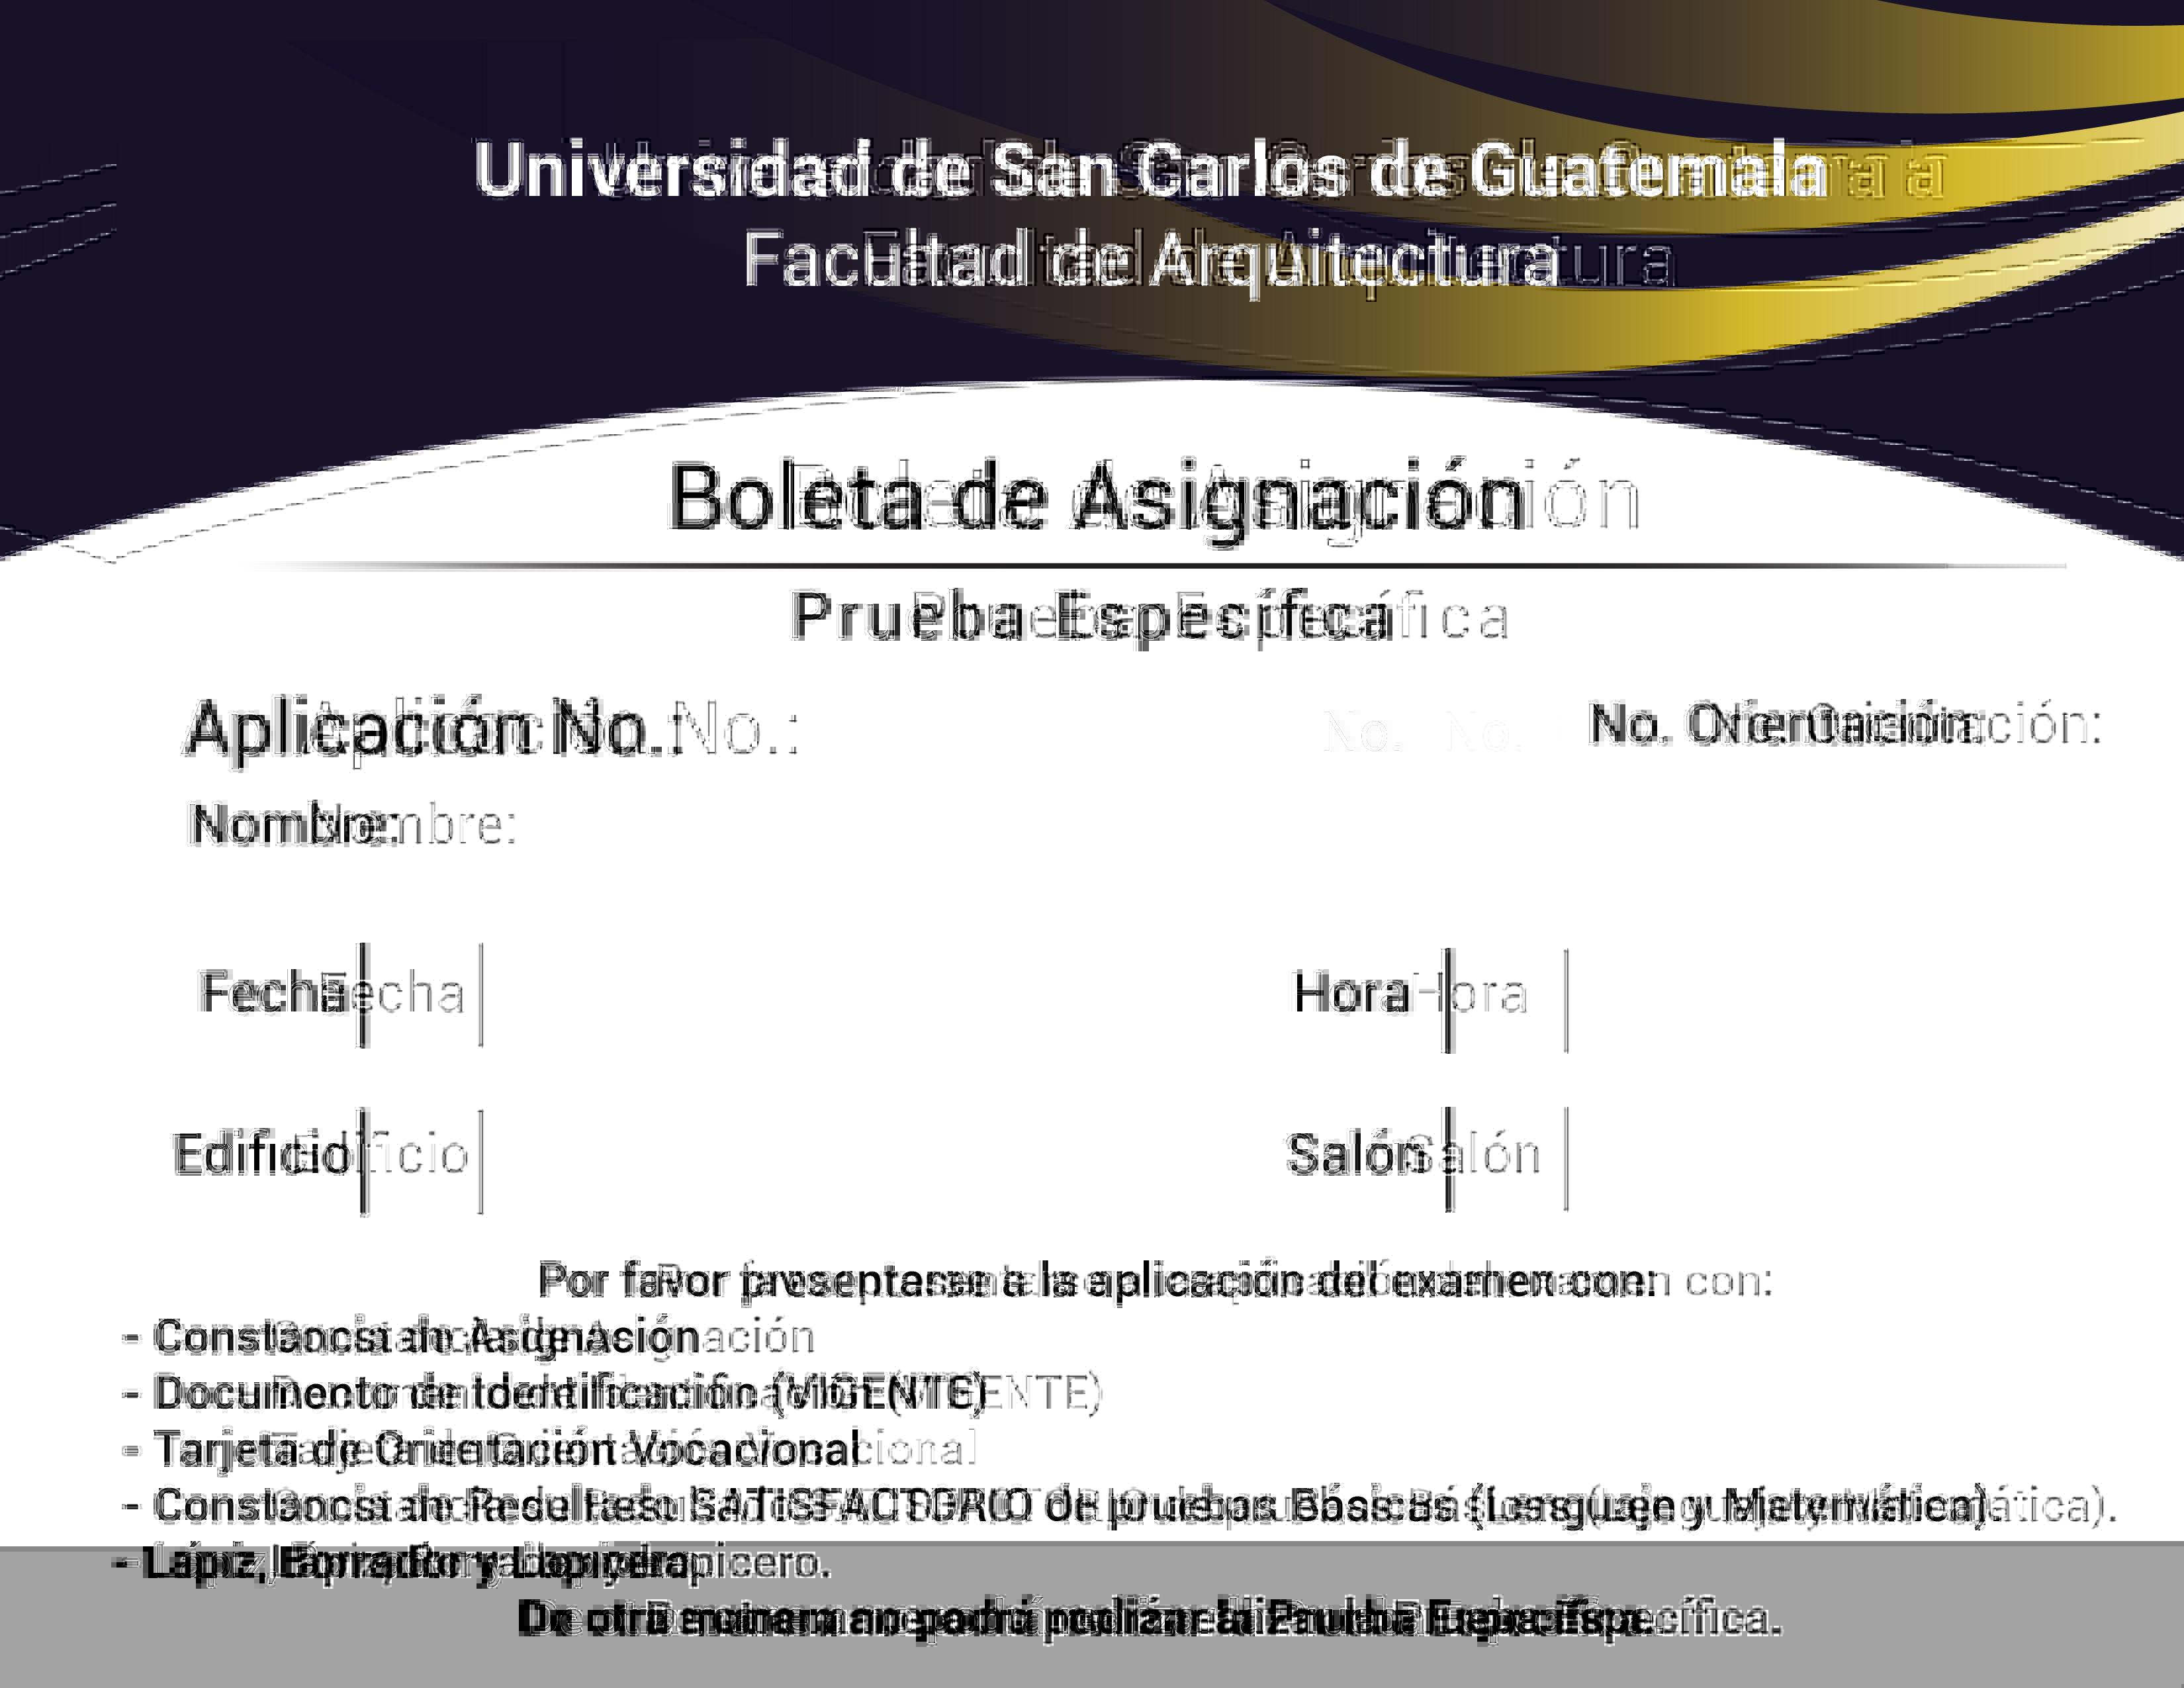 Universidad de San Carlos de Guatemala
Facultad de Arquitectura
Boleta de Asignación
Prueba Específica
Aplicación No.:
No.
No. Orientación:
Nombre:
Fecha
Hora
Edificio
Salón
Por favor presentarse a la aplicación del examen con:
- Constancia de Asignación
- Documento de Identificación (VIGENTE)
- Tarjeta de Orientación Vocacional
- Constancia de Resultado SATISFACTORIO de pruebas Básicas (Lenguaje y Matemática).
- Lápiz, Borrador y Lapicero.
De otra manera no podrá realizar la Prueba Específica.